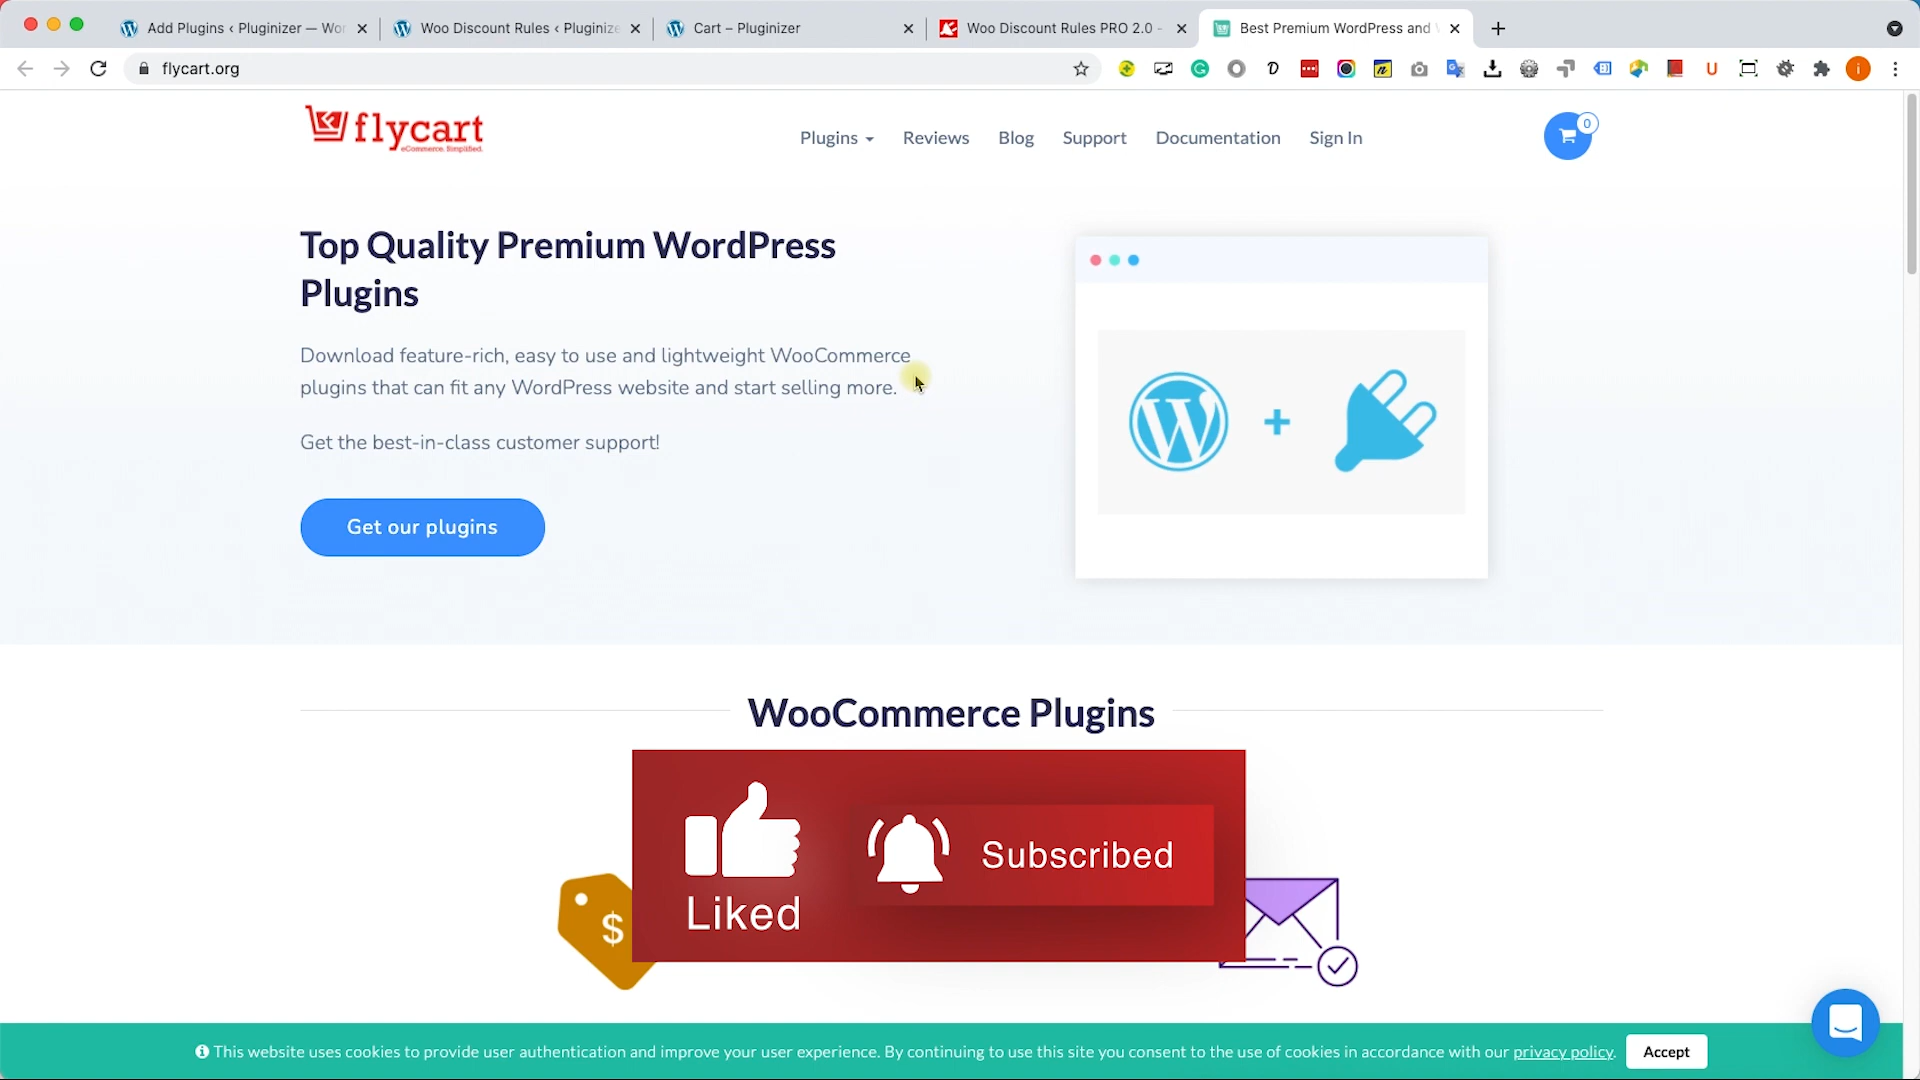 Add Plugins ‹ Pluginizer — Wor
Woo Discount Rules ‹ Pluginize
Cart – Pluginizer
Woo Discount Rules PRO 2.0 -
Best Premium WordPress and
flycart.org
flycart
eCommerce. Simplified.
Plugins
Reviews
Blog
Support
Documentation
Sign In
0
Top Quality Premium WordPress
Plugins
Download feature-rich, easy to use and lightweight WooCommerce
plugins that can fit any WordPress website and start selling more.
Get the best-in-class customer support!
Get our plugins
WooCommerce Plugins
Liked
Subscribed
This website uses cookies to provide user authentication and improve your user experience. By continuing to use this site you consent to the use of cookies in accordance with our privacy policy.
Accept